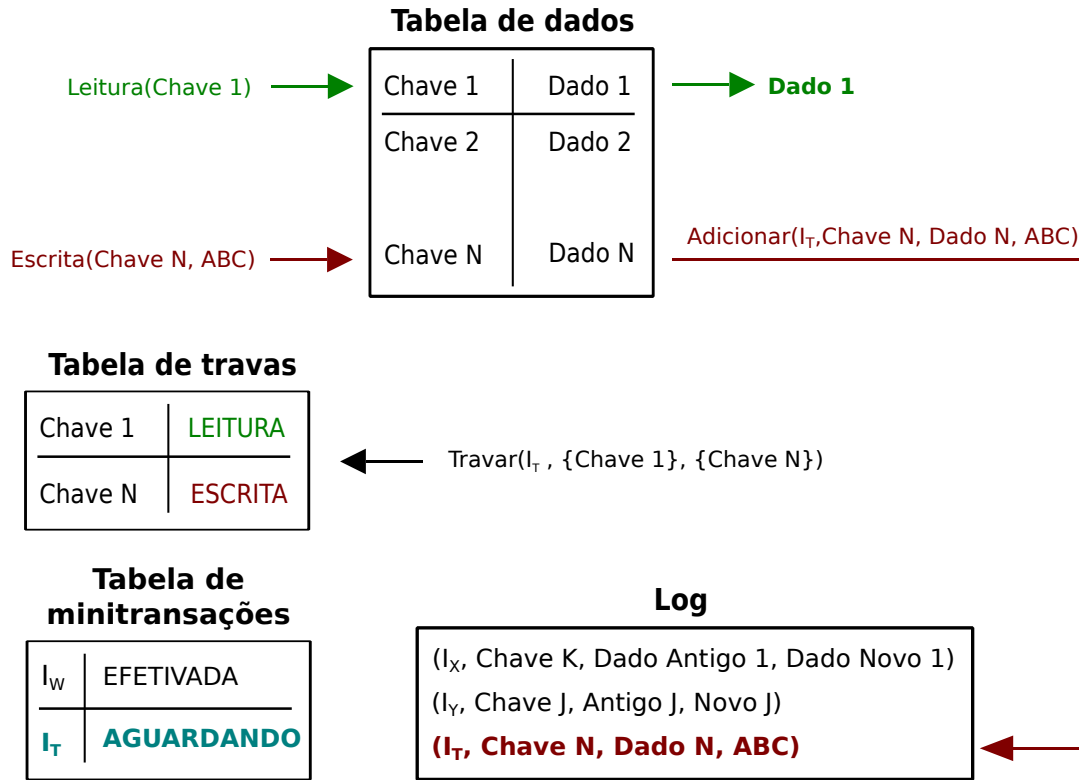 Tabela de dados
Leitura(Chave 1)
Chave 1 Dado 1
Dado 1
Chave 2 Dado 2
Escrita(Chave N, ABC)
Chave N Dado N
Adicionar(IT,Chave N, Dado N, ABC)
Tabela de travas
Chave 1 LEITURA
Chave N ESCRITA
Travar(IT , {Chave 1}, {Chave N})
Tabela de
minitransações
IW EFETIVADA
IT AGUARDANDO
Log
(IX, Chave K, Dado Antigo 1, Dado Novo 1)
(IY, Chave J, Antigo J, Novo J)
(IT, Chave N, Dado N, ABC)